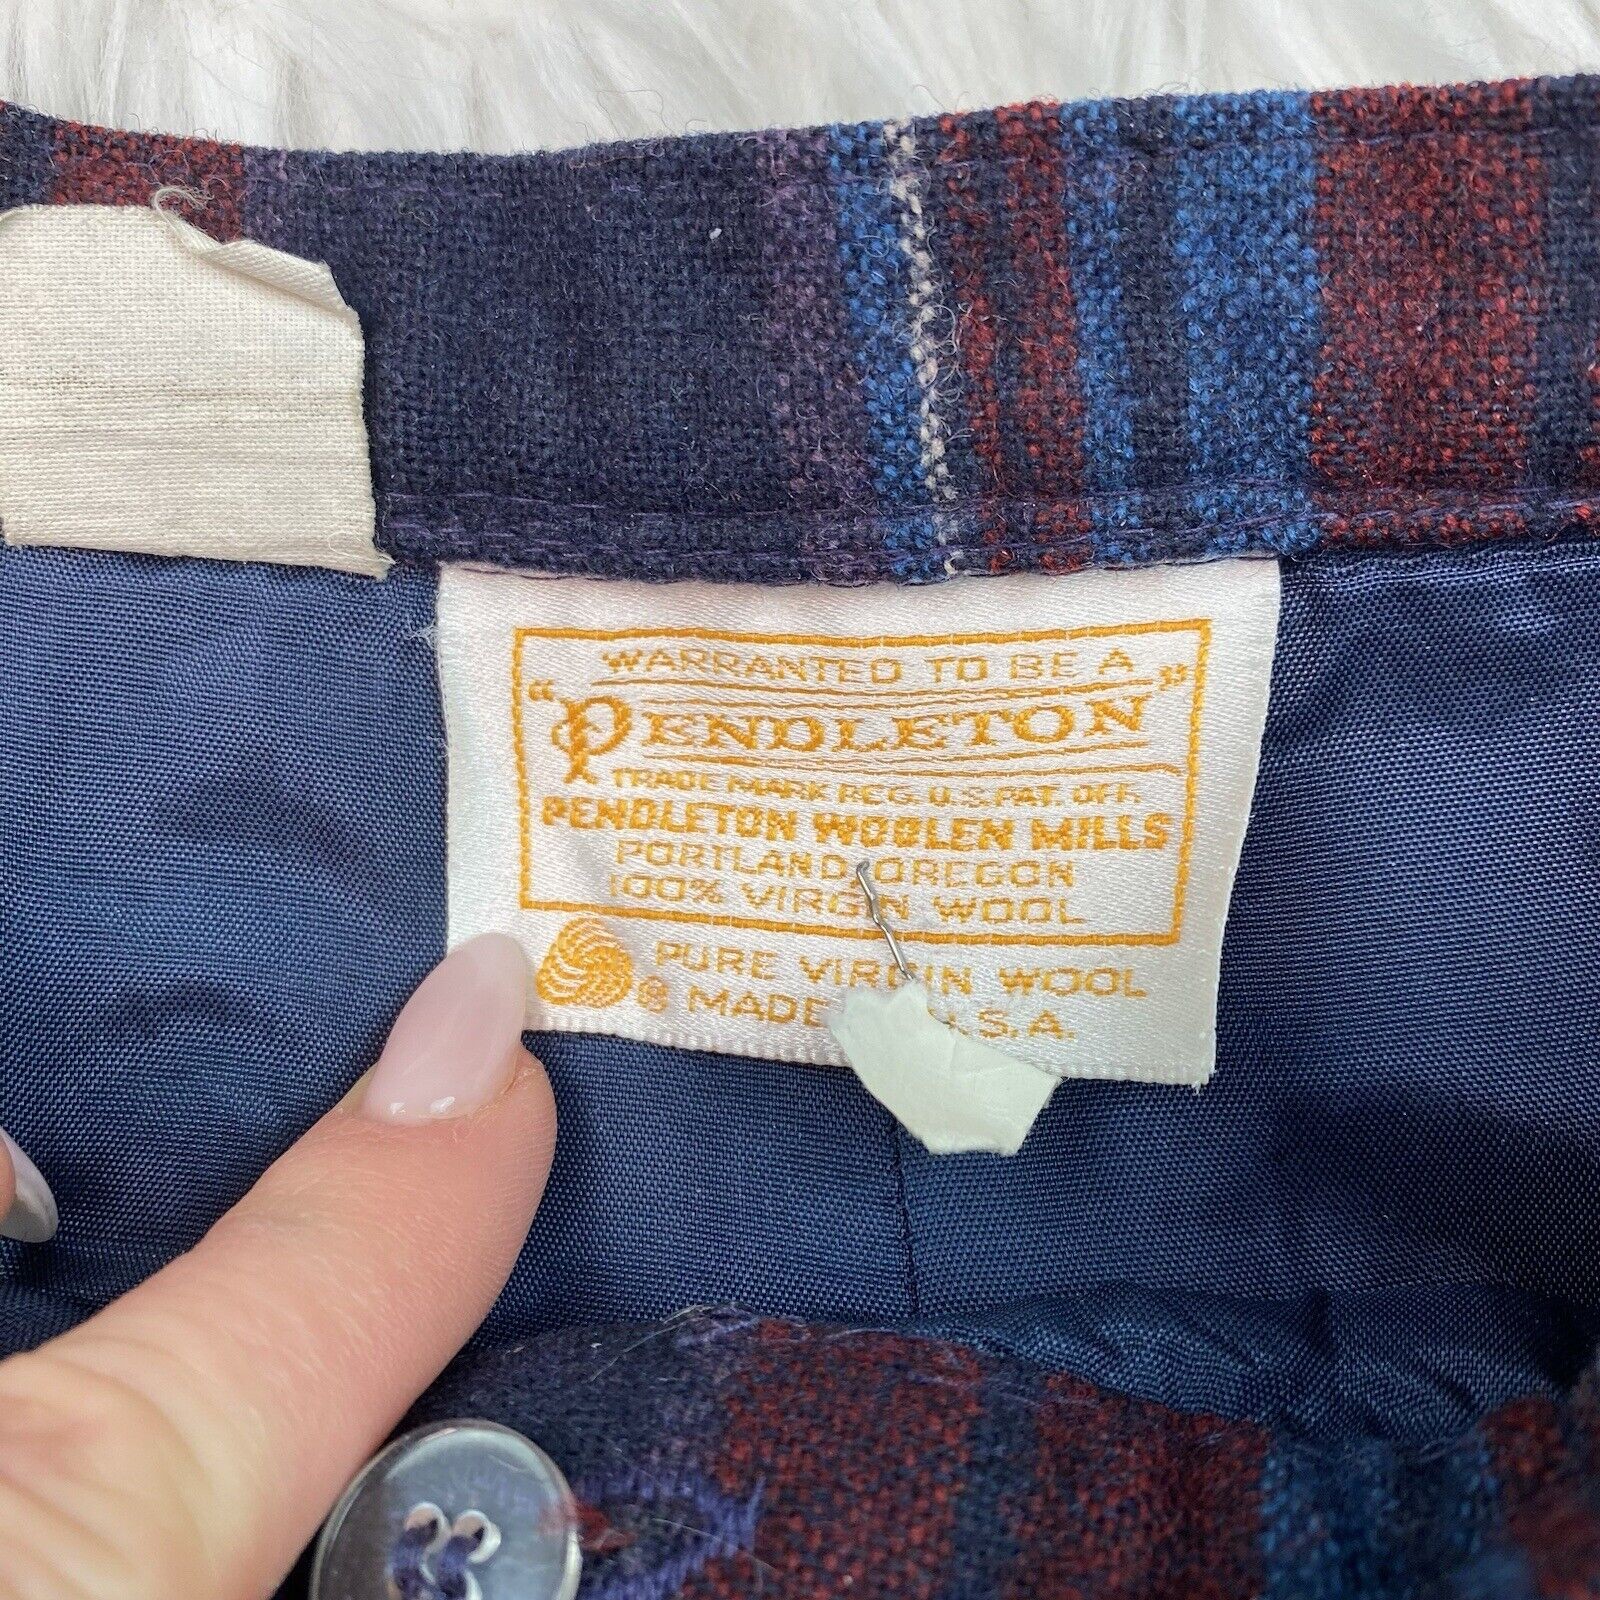 WARRANTED TO BE A
"PENDLETON"
TRADE MARK REG. U.S. PAT. OFF.
PENDLETON WOOLEN MILLS
PORTLAND, OREGON
100% VIRGIN WOOL
PURE VIRGIN WOOL
® MADE U.S.A.